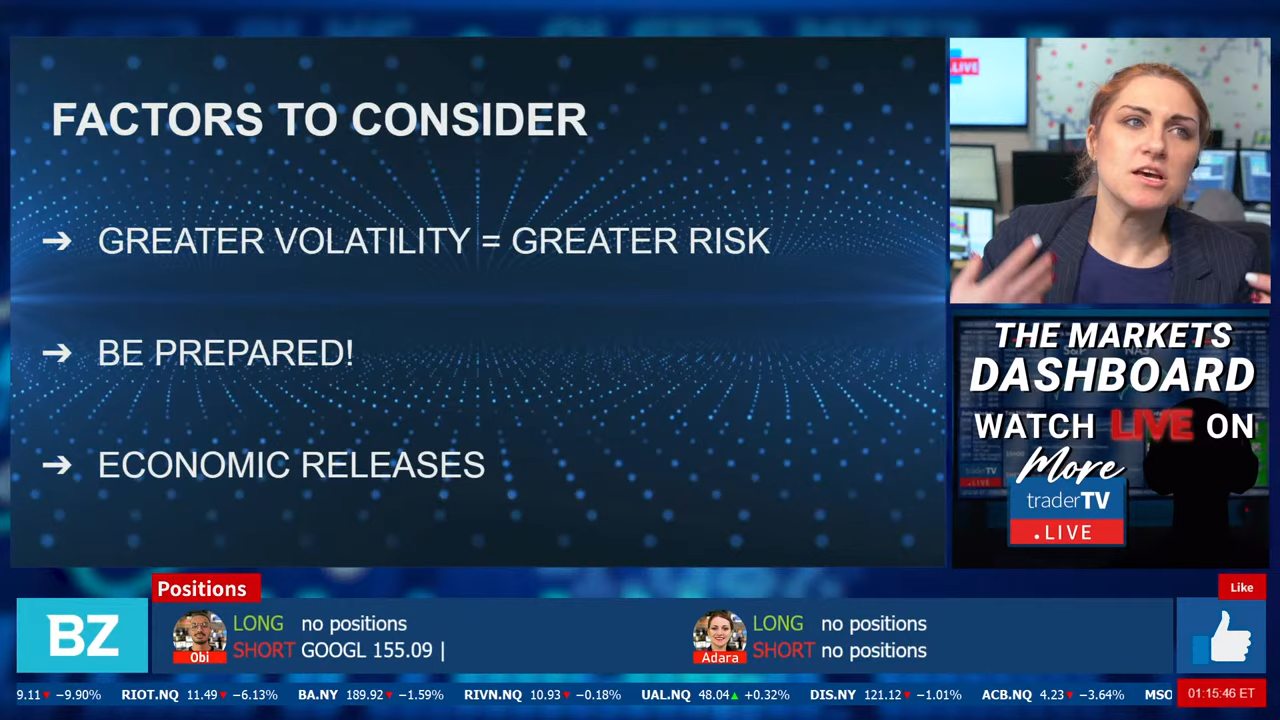 FACTORS TO CONSIDER
➔ GREATER VOLATILITY = GREATER RISK
➔ BE PREPARED!
➔ ECONOMIC RELEASES
.LIVE
THE MARKETS
DASHBOARD
WATCH LIVE ON
More
traderTV
.LIVE
Positions
Like
BZ
Obi
LONG no positions
SHORT GOOGL 155.09 |
Adara
LONG no positions
SHORT no positions
9.11▼ −9.90% RIOT.NQ 11.49▼ −6.13% BA.NY 189.92▼ −1.59% RIVN.NQ 10.93▼ −0.18% UAL.NQ 48.04▲ +0.32% DIS.NY 121.12▼ −1.01% ACB.NQ 4.23▼ −3.64% MSO
01:15:46 ET